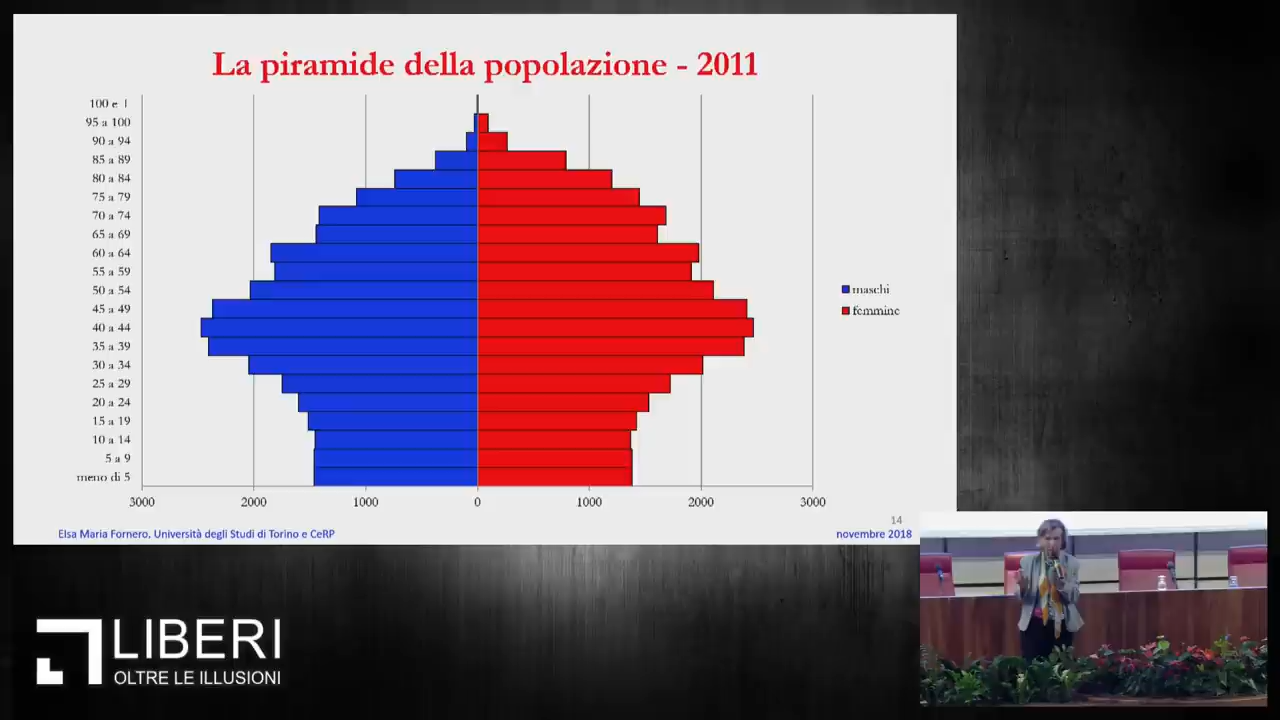 La piramide della popolazione - 2011
100 e
95 a 100
90 a 94
85 a 89
80 a 84
75 a 79
70 a 74
65 a 69
60 a 64
55 a 59
50 a 54
45 a 49
40 a 44
35 a 39
30 a 34
25 a 29
20 a 24
15 a 19
10 a 14
5 a 9
meno di 5
3000 2000 1000 0 1000 2000 3000
maschi
femmine
14
Elsa Maria Fornero, Università degli Studi di Torino e CeRP
novembre 2018
LIBERI
OLTRE LE ILLUSIONI